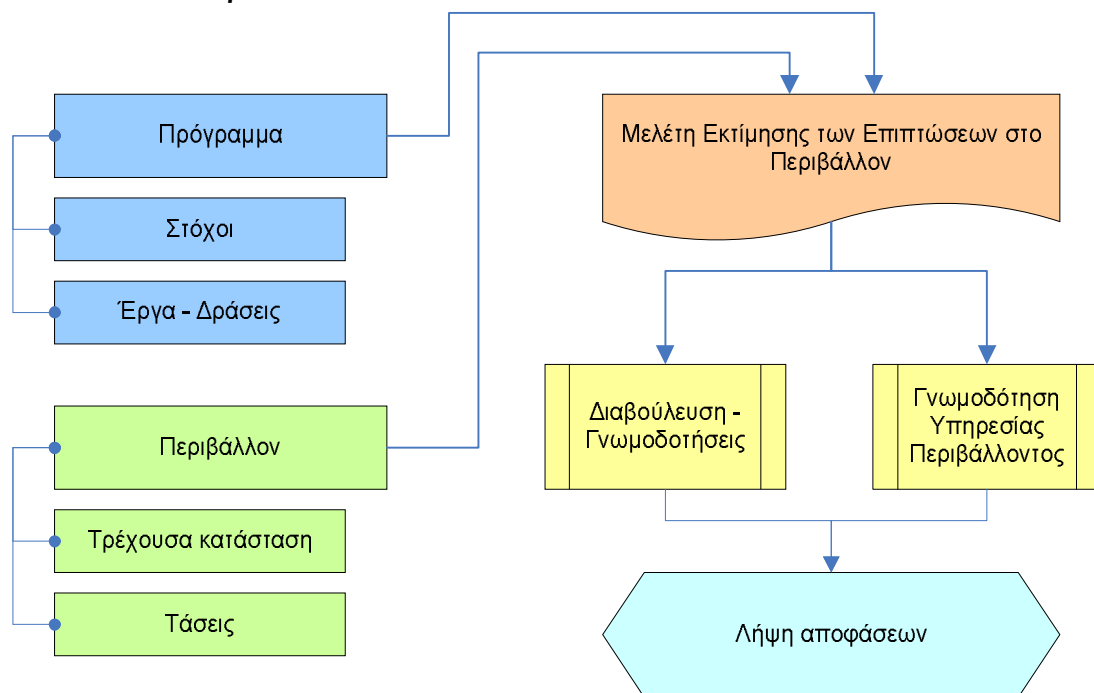 Πρόγραμμα
Στόχοι
Έργα - Δράσεις
Περιβάλλον
Τρέχουσα κατάσταση
Τάσεις
Μελέτη Εκτίμησης των Επιπτώσεων στο
Περιβάλλον
Διαβούλευση -
Γνωμοδοτήσεις
Γνωμοδότηση
Υπηρεσίας
Περιβάλλοντος
Λήψη αποφάσεων